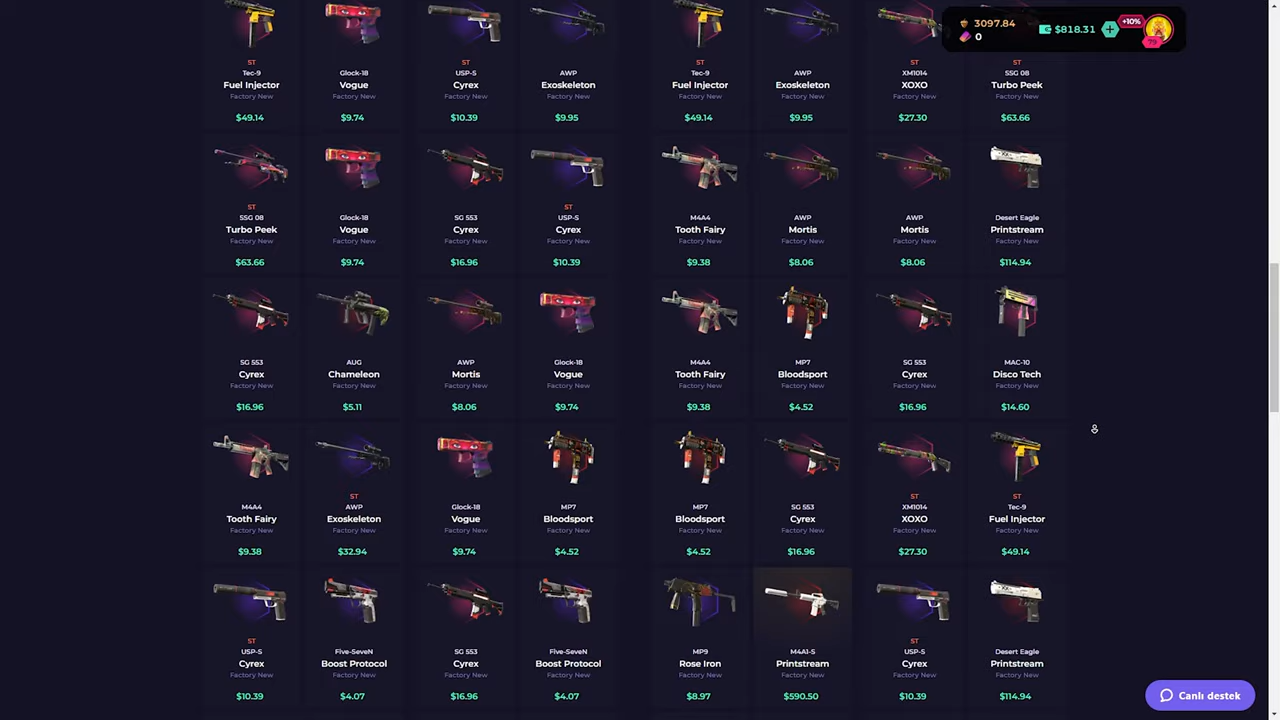 3097.84
0
$818.31
+10%
ST
ST
ST
ST
ST
Tec-9 Glock-18 USP-S AWP Tec-9 AWP XM1014 SSG 08
Fuel Injector Vogue Cyrex Exoskeleton Fuel Injector Exoskeleton XOXO Turbo Peek
Factory New Factory New Factory New Factory New Factory New Factory New Factory New Factory New
$49.14 $9.74 $10.39 $9.95 $49.14 $9.95 $27.30 $63.66
ST ST
SSG 08 Glock-18 SG 553 USP-S M4A4 AWP AWP Desert Eagle
Turbo Peek Vogue Cyrex Cyrex Tooth Fairy Mortis Mortis Printstream
Factory New Factory New Factory New Factory New Factory New Factory New Factory New Factory New
$63.66 $9.74 $16.96 $10.39 $9.38 $8.06 $8.06 $114.94
SG 553 AUG AWP Glock-18 M4A4 MP7 SG 553 MAC-10
Cyrex Chameleon Mortis Vogue Tooth Fairy Bloodsport Cyrex Disco Tech
Factory New Factory New Factory New Factory New Factory New Factory New Factory New Factory New
$16.96 $5.11 $8.06 $9.74 $9.38 $4.52 $16.96 $14.60
ST ST ST
M4A4 AWP Glock-18 MP7 MP7 SG 553 XM1014 Tec-9
Tooth Fairy Exoskeleton Vogue Bloodsport Bloodsport Cyrex XOXO Fuel Injector
Factory New Factory New Factory New Factory New Factory New Factory New Factory New Factory New
$9.38 $32.94 $9.74 $4.52 $4.52 $16.96 $27.30 $49.14
ST ST
USP-S Five-SeveN SG 553 Five-SeveN MP9 M4A1-S USP-S Desert Eagle
Cyrex Boost Protocol Cyrex Boost Protocol Rose Iron Printstream Cyrex Printstream
Factory New Factory New Factory New Factory New Factory New Factory New Factory New Factory New
$10.39 $4.07 $16.96 $4.07 $8.97 $590.50 $10.39 $114.94
Canlı destek